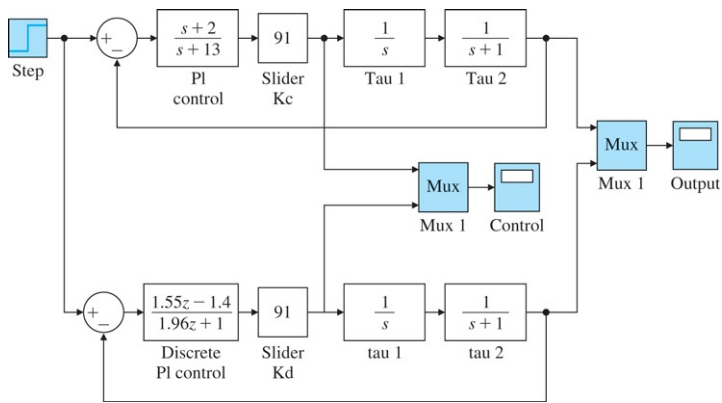 Step
+
−
s + 2
s + 13
PI
control
91
Slider
Kc
1
s
Tau 1
1
s + 1
Tau 2
Mux
Mux 1
Output
Mux
Mux 1
Control
+
−
1.55z − 1.4
1.96z + 1
Discrete
PI control
91
Slider
Kd
1
s
tau 1
1
s + 1
tau 2